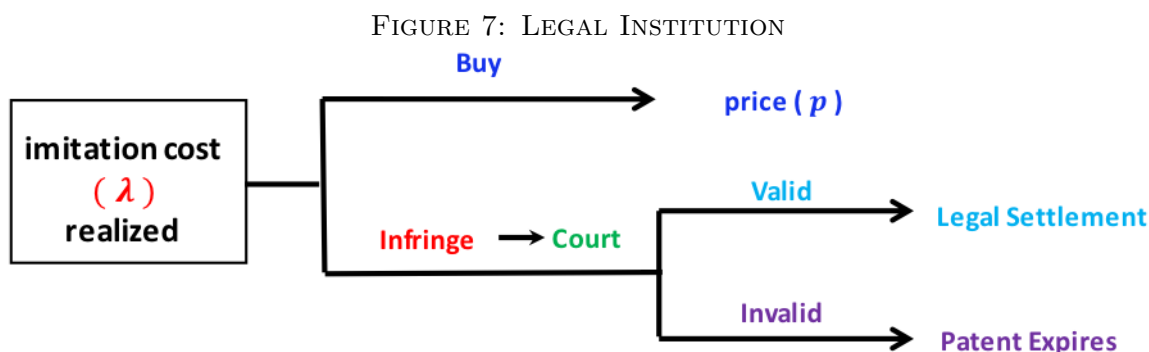 FIGURE 7: LEGAL INSTITUTION
Buy
price ( p )
imitation cost
( λ )
realized
Valid
Legal Settlement
Infringe → Court
Invalid
Patent Expires